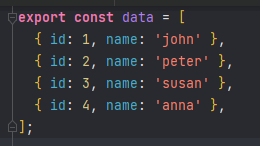 export const data = [
  { id: 1, name: 'john' },
  { id: 2, name: 'peter' },
  { id: 3, name: 'susan' },
  { id: 4, name: 'anna' },
];